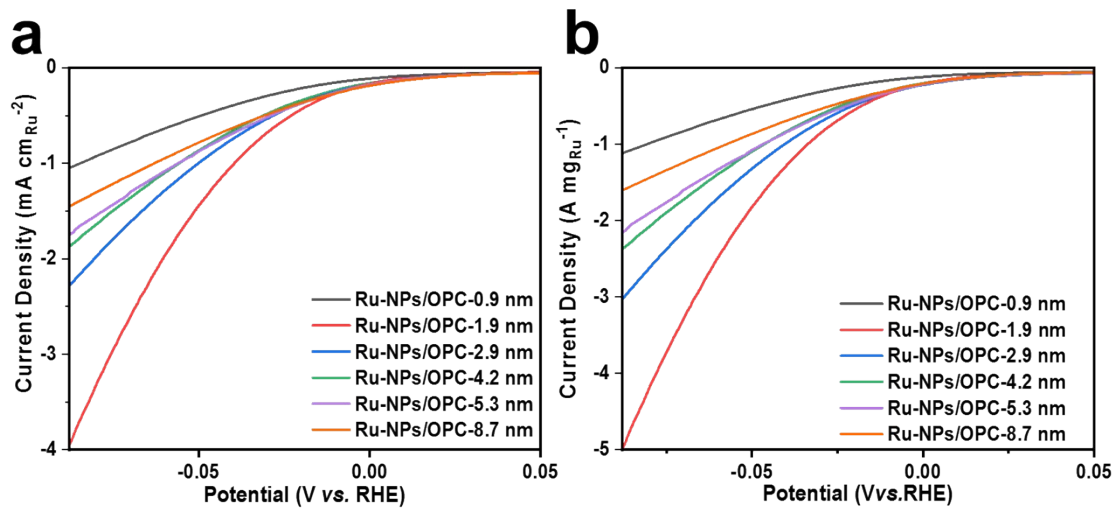 a
0
-1
-2
-3
-4
Current Density (mA cm_Ru^-2)
Ru-NPs/OPC-0.9 nm
Ru-NPs/OPC-1.9 nm
Ru-NPs/OPC-2.9 nm
Ru-NPs/OPC-4.2 nm
Ru-NPs/OPC-5.3 nm
Ru-NPs/OPC-8.7 nm
-0.05 0.00 0.05
Potential (V vs. RHE)
b
0
-1
-2
-3
-4
-5
Current Density (A mg_Ru^-1)
Ru-NPs/OPC-0.9 nm
Ru-NPs/OPC-1.9 nm
Ru-NPs/OPC-2.9 nm
Ru-NPs/OPC-4.2 nm
Ru-NPs/OPC-5.3 nm
Ru-NPs/OPC-8.7 nm
-0.05 0.00 0.05
Potential (Vvs.RHE)